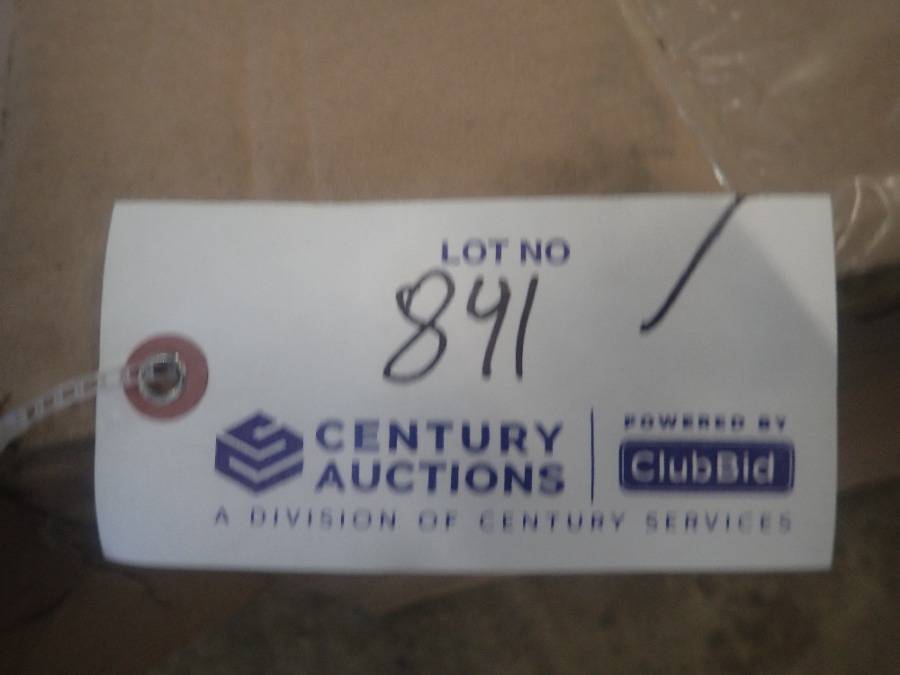 LOT NO
841
CENTURY
AUCTIONS
POWERED BY
ClubBid
A DIVISION OF CENTURY SERVICES